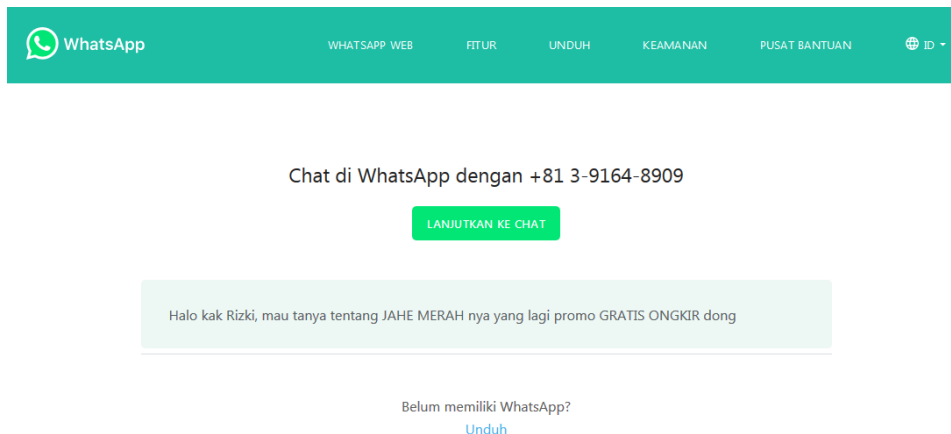 WhatsApp
WHATSAPP WEB FITUR UNDUH KEAMANAN PUSAT BANTUAN ID
Chat di WhatsApp dengan +81 3-9164-8909
LANJUTKAN KE CHAT
Halo kak Rizki, mau tanya tentang JAHE MERAH nya yang lagi promo GRATIS ONGKIR dong
Belum memiliki WhatsApp?
Unduh